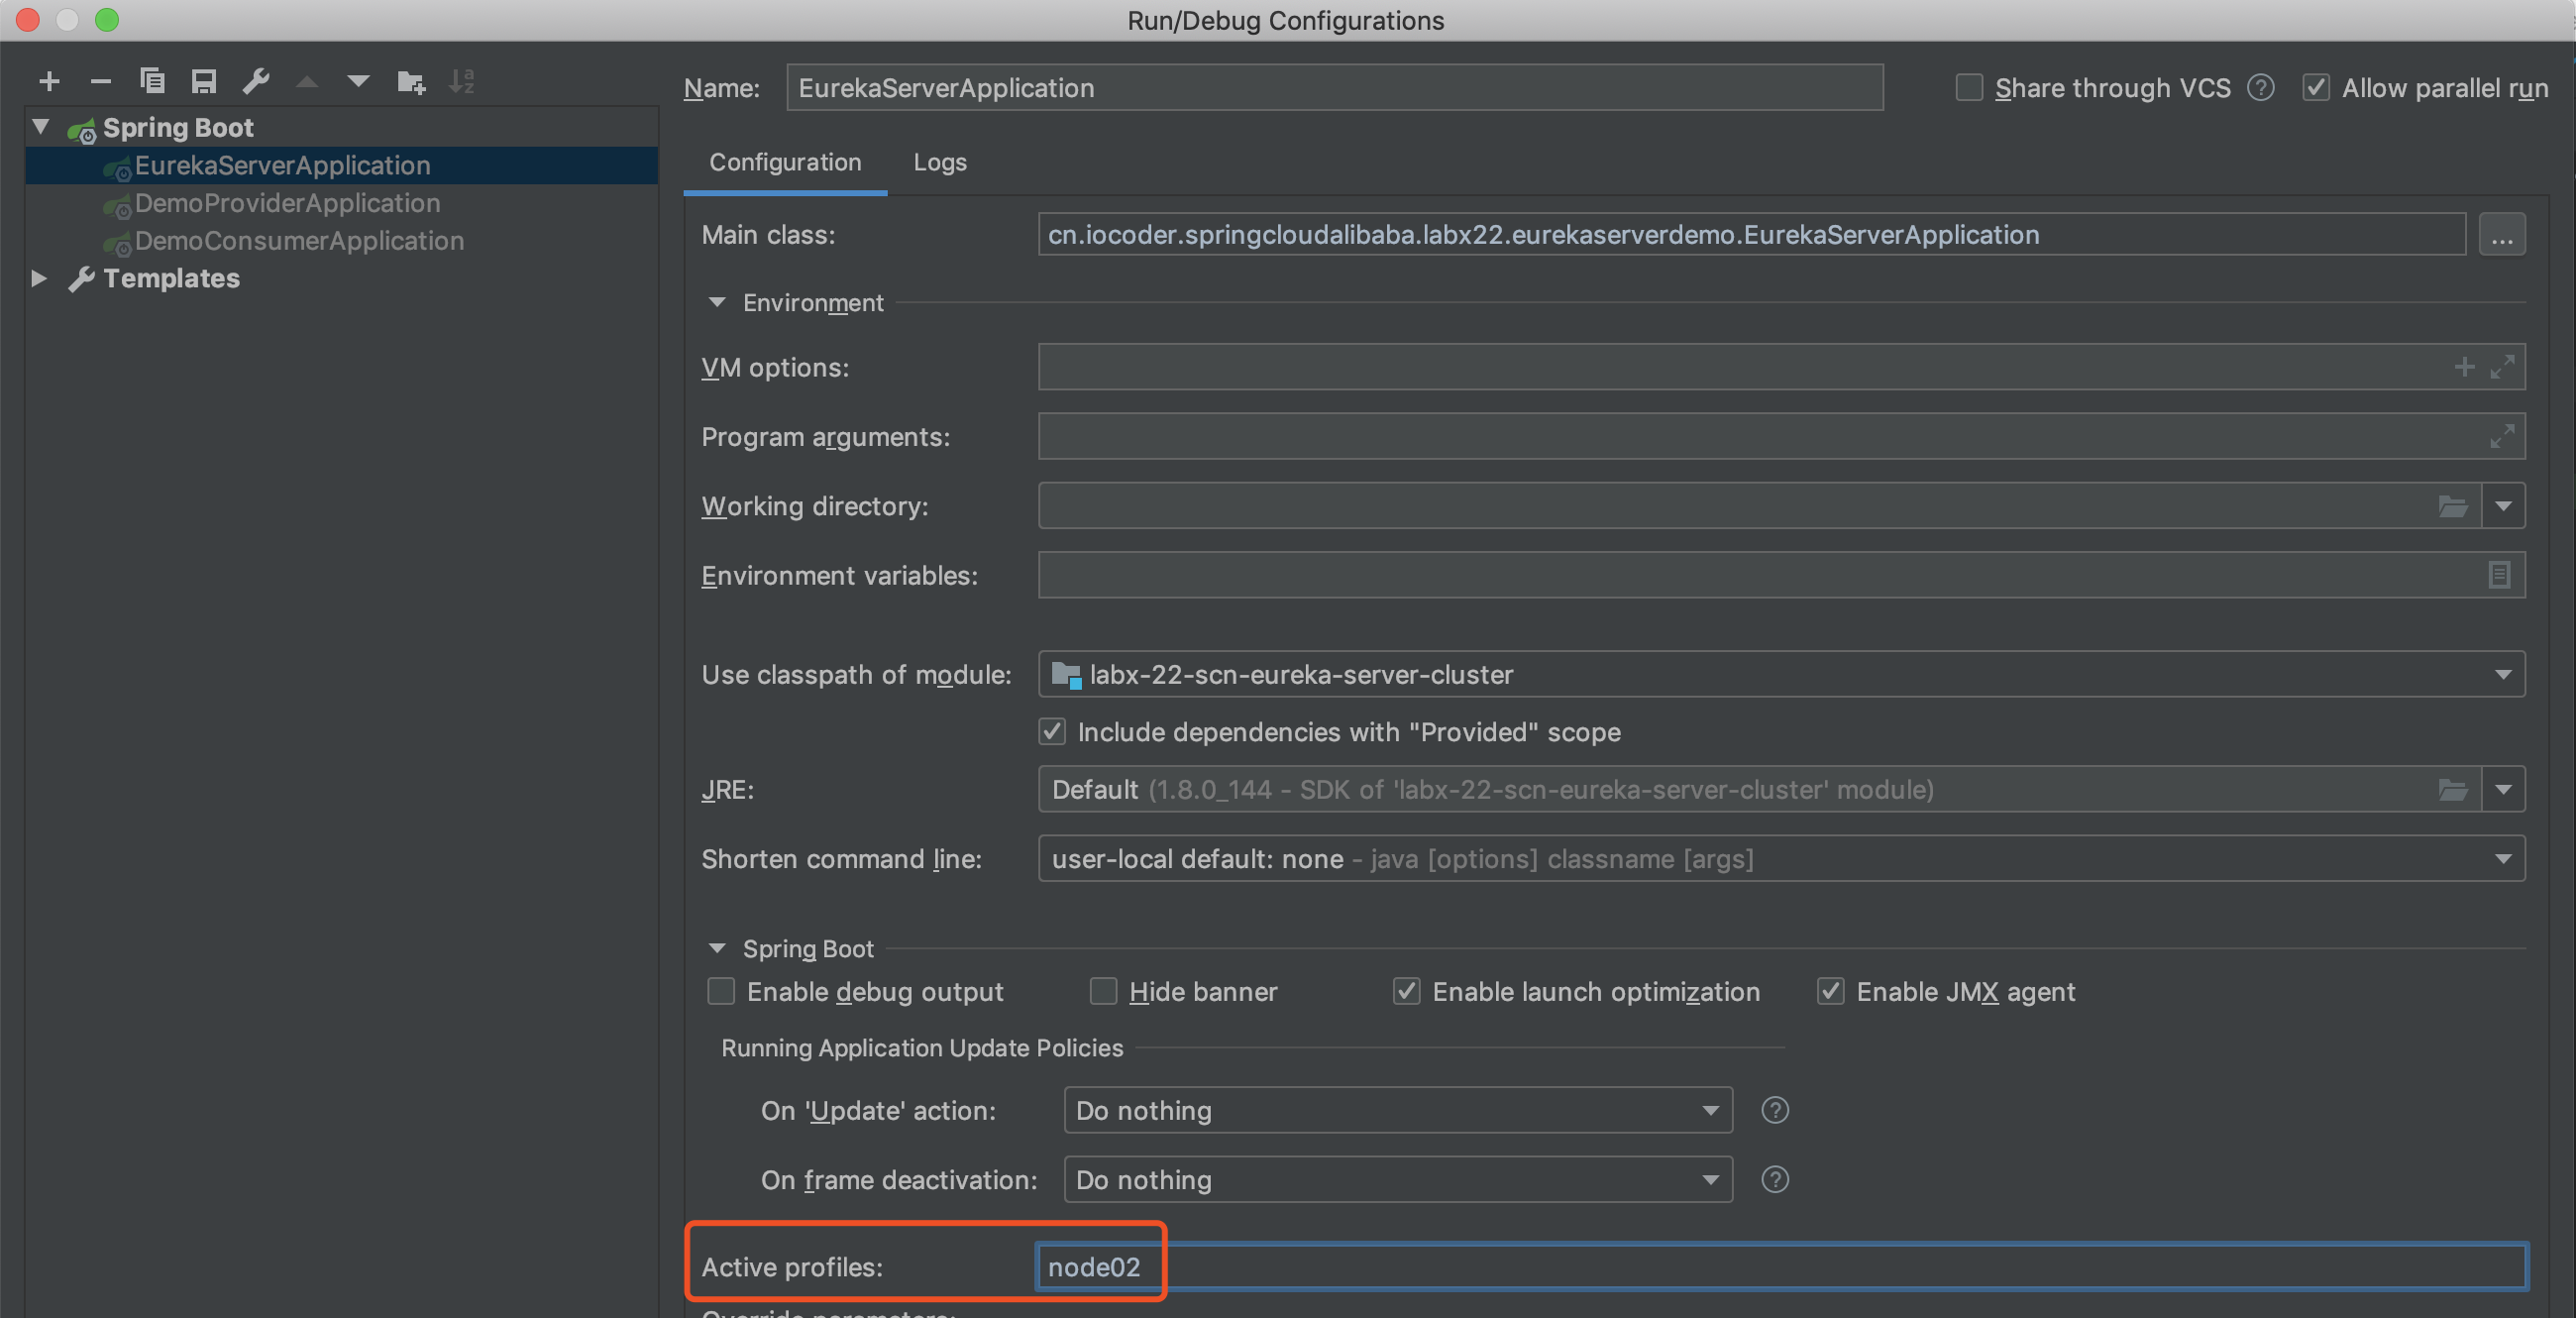 Run/Debug Configurations
Name: EurekaServerApplication
Share through VCS ? Allow parallel run
Spring Boot
EurekaServerApplication
DemoProviderApplication
DemoConsumerApplication
Templates
Configuration Logs
Main class: cn.iocoder.springcloudalibaba.labx22.eurekaserverdemo.EurekaServerApplication ...
Environment
VM options:
Program arguments:
Working directory:
Environment variables:
Use classpath of module: labx-22-scn-eureka-server-cluster
Include dependencies with "Provided" scope
JRE: Default (1.8.0_144 - SDK of 'labx-22-scn-eureka-server-cluster' module)
Shorten command line: user-local default: none - java [options] classname [args]
Spring Boot
Enable debug output Hide banner Enable launch optimization Enable JMX agent
Running Application Update Policies
On 'Update' action: Do nothing ?
On frame deactivation: Do nothing ?
Active profiles: node02
Override parameters: